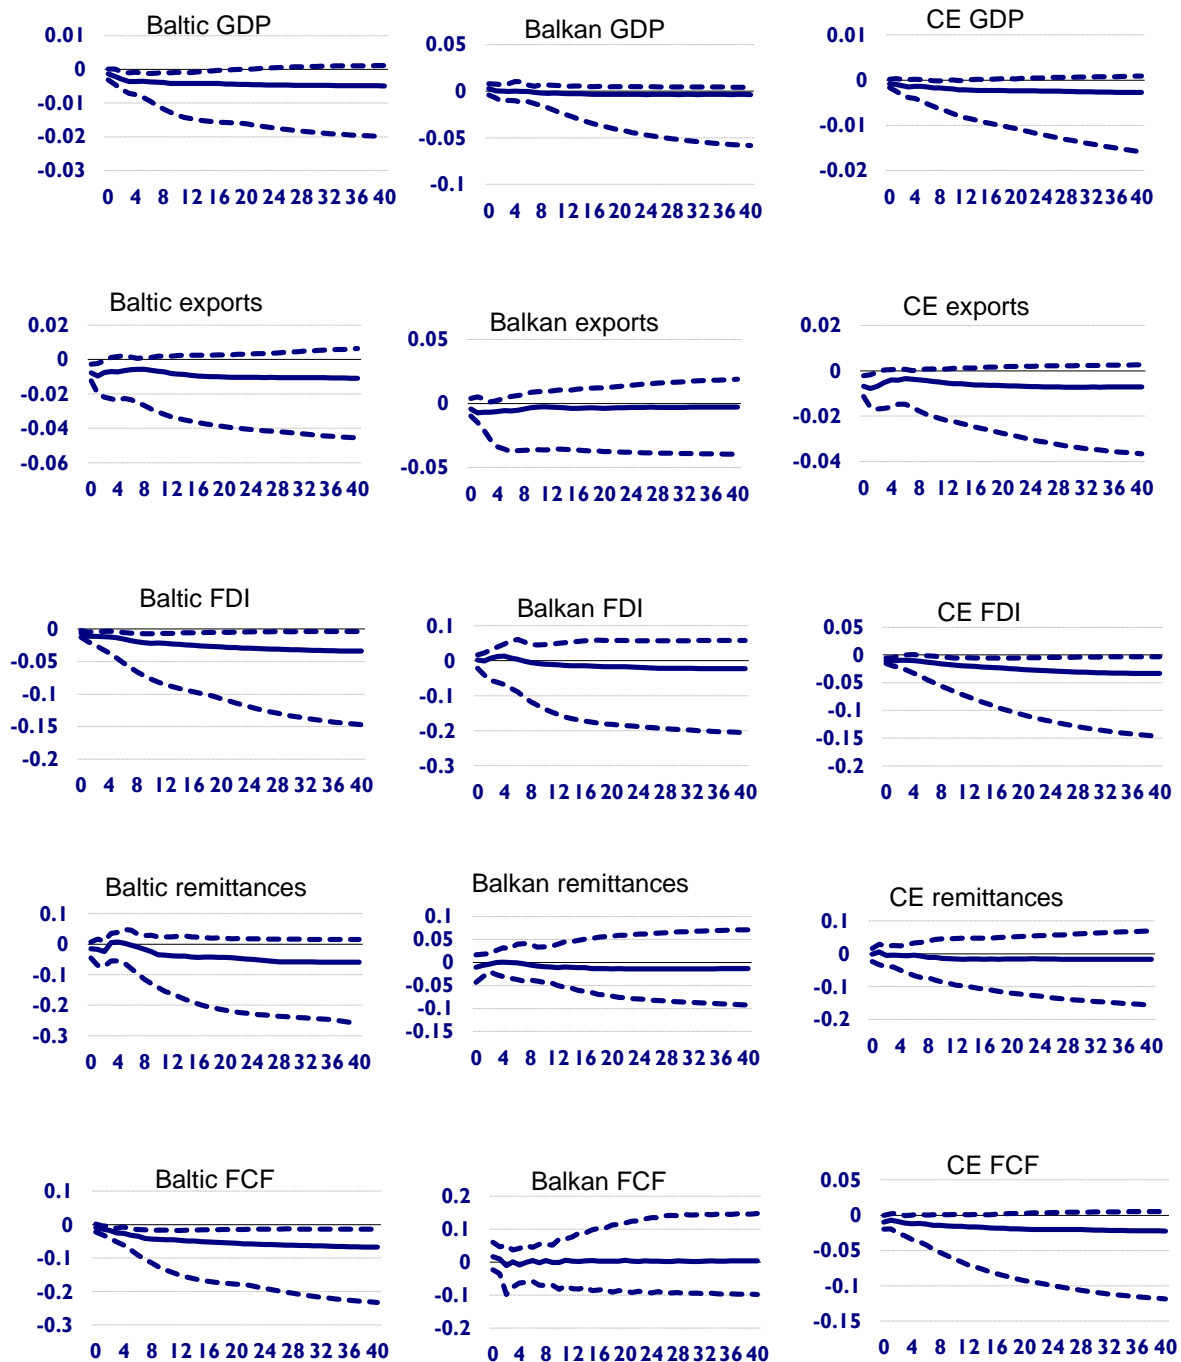 Baltic GDP
0.01
0
-0.01
-0.02
-0.03
0 4 8 12 16 20 24 28 32 36 40
Balkan GDP
0.05
0
-0.05
-0.1
0 4 8 12 16 20 24 28 32 36 40
CE GDP
0.01
0
-0.01
-0.02
0 4 8 12 16 20 24 28 32 36 40
Baltic exports
0.02
0
-0.02
-0.04
-0.06
0 4 8 12 16 20 24 28 32 36 40
Balkan exports
0.05
0
-0.05
0 4 8 12 16 20 24 28 32 36 40
CE exports
0.02
0
-0.02
-0.04
0 4 8 12 16 20 24 28 32 36 40
Baltic FDI
0
-0.05
-0.1
-0.15
-0.2
0 4 8 12 16 20 24 28 32 36 40
Balkan FDI
0.1
0
-0.1
-0.2
-0.3
0 4 8 12 16 20 24 28 32 36 40
CE FDI
0.05
0
-0.05
-0.1
-0.15
-0.2
0 4 8 12 16 20 24 28 32 36 40
Baltic remittances
0.1
0
-0.1
-0.2
-0.3
0 4 8 12 16 20 24 28 32 36 40
Balkan remittances
0.1
0.05
0
-0.05
-0.1
-0.15
0 4 8 12 16 20 24 28 32 36 40
CE remittances
0.1
0
-0.1
-0.2
0 4 8 12 16 20 24 28 32 36 40
Baltic FCF
0.1
0
-0.1
-0.2
-0.3
0 4 8 12 16 20 24 28 32 36 40
Balkan FCF
0.2
0.1
0
-0.1
-0.2
0 4 8 12 16 20 24 28 32 36 40
CE FCF
0.05
0
-0.05
-0.1
-0.15
0 4 8 12 16 20 24 28 32 36 40